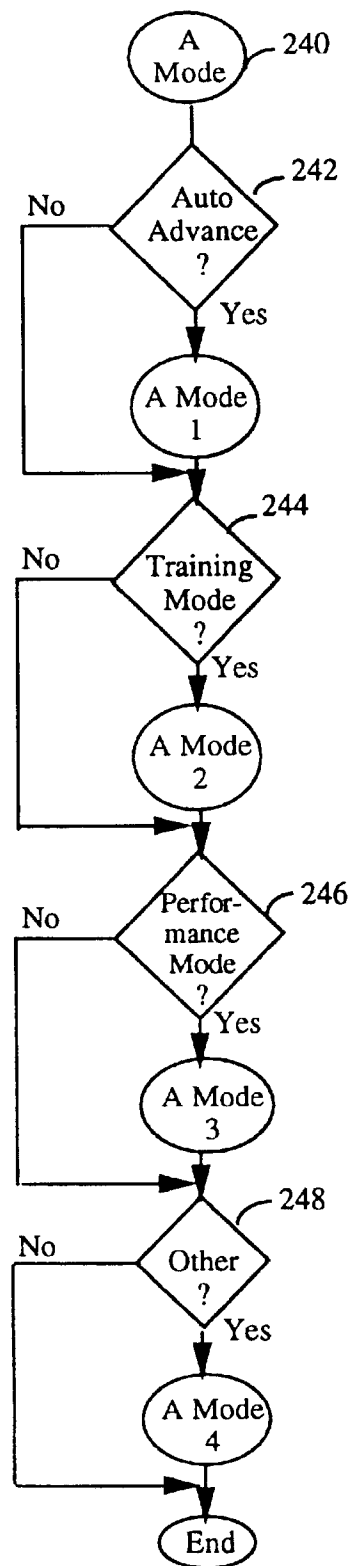 A
Mode
240
242
No
Auto
Advance
?
Yes
A Mode
1
244
No
Training
Mode
?
Yes
A Mode
2
246
No
Perfor-
mance
Mode
?
Yes
A Mode
3
248
No
Other
?
Yes
A Mode
4
End